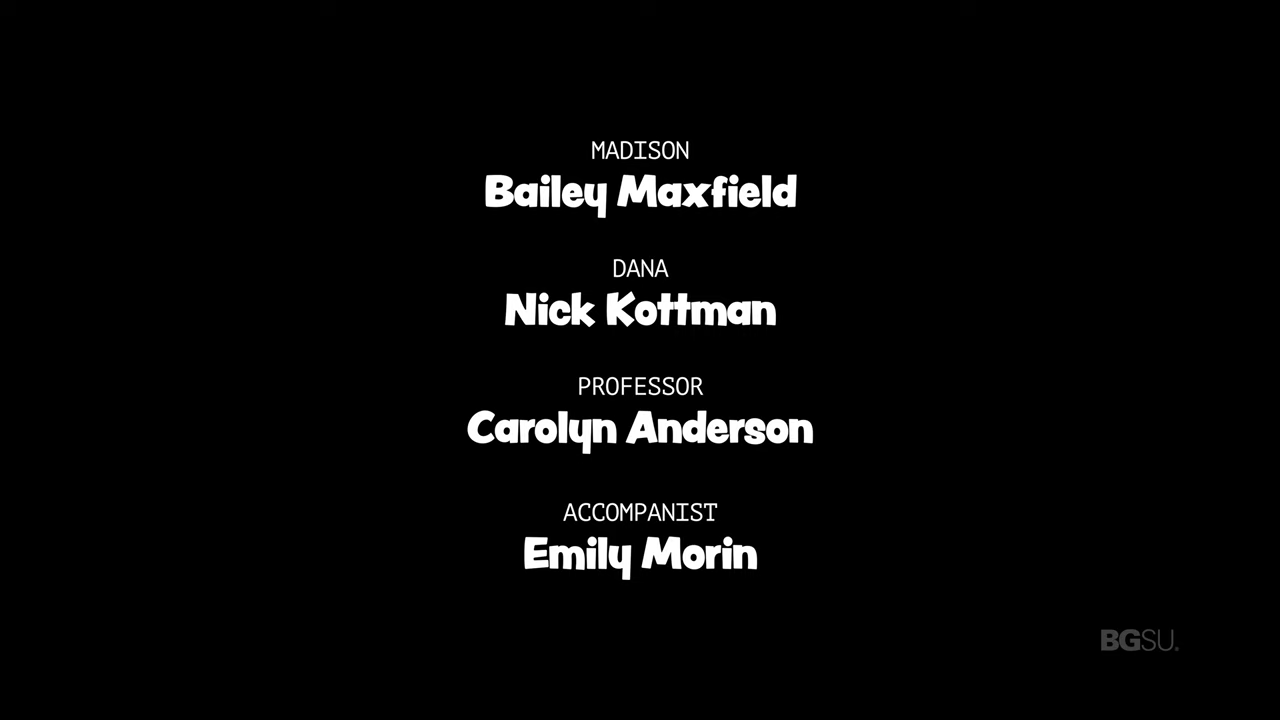 MADISON
Bailey Maxfield
DANA
Nick Kottman
PROFESSOR
Carolyn Anderson
ACCOMPANIST
Emily Morin
BGSU.